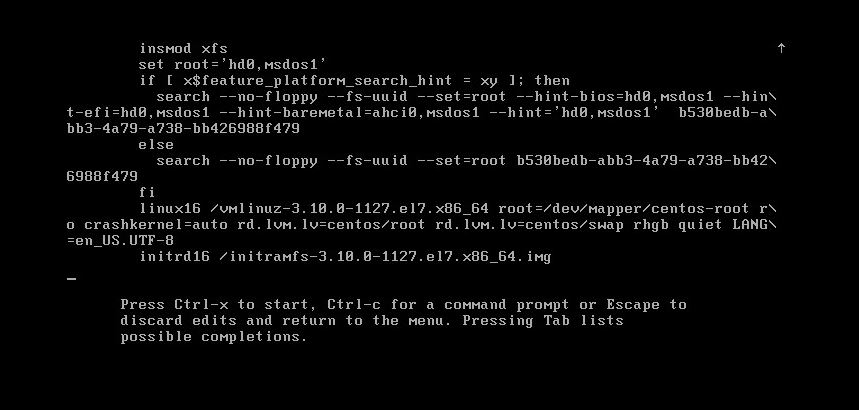 insmod xfs ↑
set root='hd0,msdos1'
if [ x$feature_platform_search_hint = xy ]; then
search --no-floppy --fs-uuid --set=root --hint-bios=hd0,msdos1 --hin\
t-efi=hd0,msdos1 --hint-baremetal=ahci0,msdos1 --hint='hd0,msdos1'  b530bedb-a\
bb3-4a79-a738-bb426988f479
else
search --no-floppy --fs-uuid --set=root b530bedb-abb3-4a79-a738-bb42\
6988f479
fi
linux16 /vmlinuz-3.10.0-1127.el7.x86_64 root=/dev/mapper/centos-root r\
o crashkernel=auto rd.lvm.lv=centos/root rd.lvm.lv=centos/swap rhgb quiet LANG\
=en_US.UTF-8
initrd16 /initramfs-3.10.0-1127.el7.x86_64.img
_
Press Ctrl-x to start, Ctrl-c for a command prompt or Escape to
discard edits and return to the menu. Pressing Tab lists
possible completions.